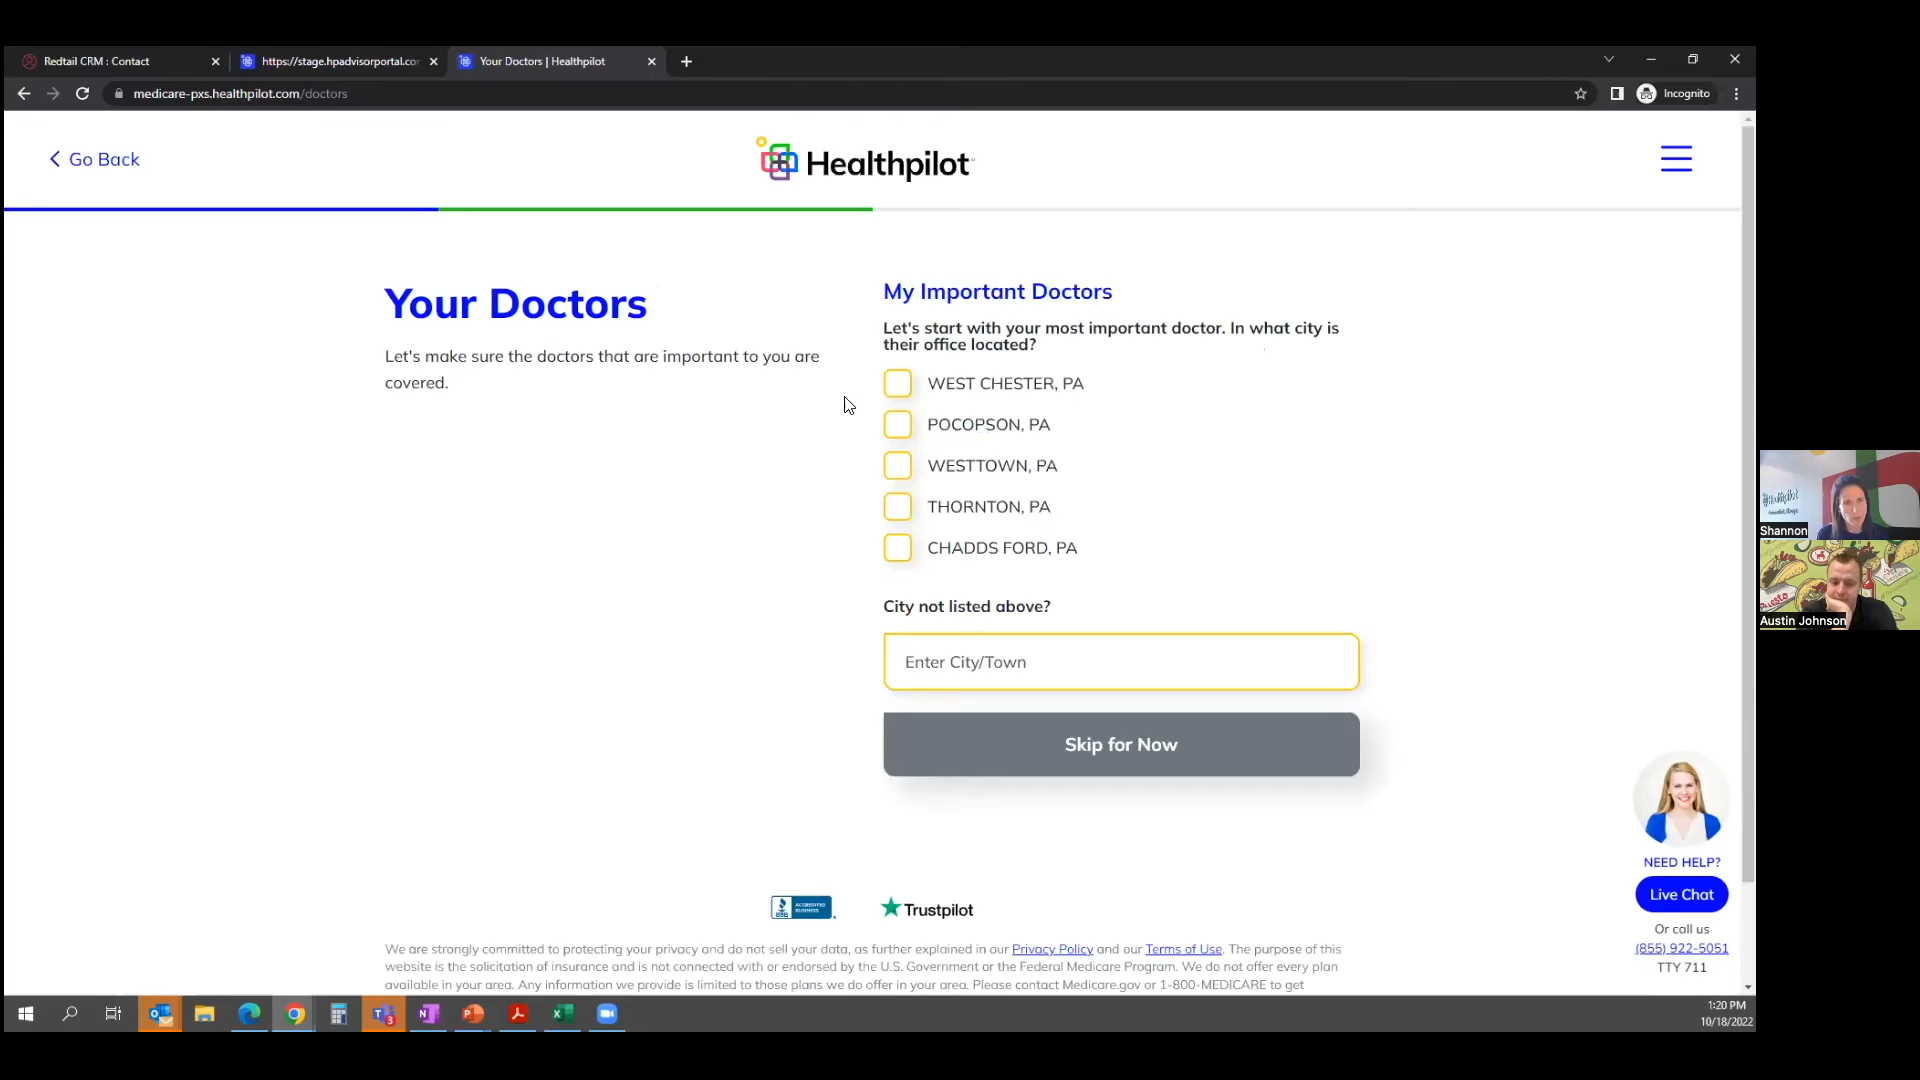 Redtail CRM : Contact
https://stage.hpadvisorportal.co
Your Doctors | Healthpilot
medicare-pxs.healthpilot.com/doctors
Incognito
Go Back
Healthpilot
Your Doctors
Let's make sure the doctors that are important to you are
covered.
My Important Doctors
Let's start with your most important doctor. In what city is
their office located?
WEST CHESTER, PA
POCOPSON, PA
WESTTOWN, PA
THORNTON, PA
CHADDS FORD, PA
City not listed above?
Enter City/Town
Skip for Now
Shannon
Austin Johnson
NEED HELP?
Live Chat
Or call us
(855) 922-5051
TTY 711
BBB
ACCREDITED
BUSINESS
Trustpilot
We are strongly committed to protecting your privacy and do not sell your data, as further explained in our Privacy Policy and our Terms of Use. The purpose of this
website is the solicitation of insurance and is not connected with or endorsed by the U.S. Government or the Federal Medicare Program. We do not offer every plan
available in your area. Any information we provide is limited to those plans we do offer in your area. Please contact Medicare.gov or 1-800-MEDICARE to get
3
1:20 PM
10/18/2022